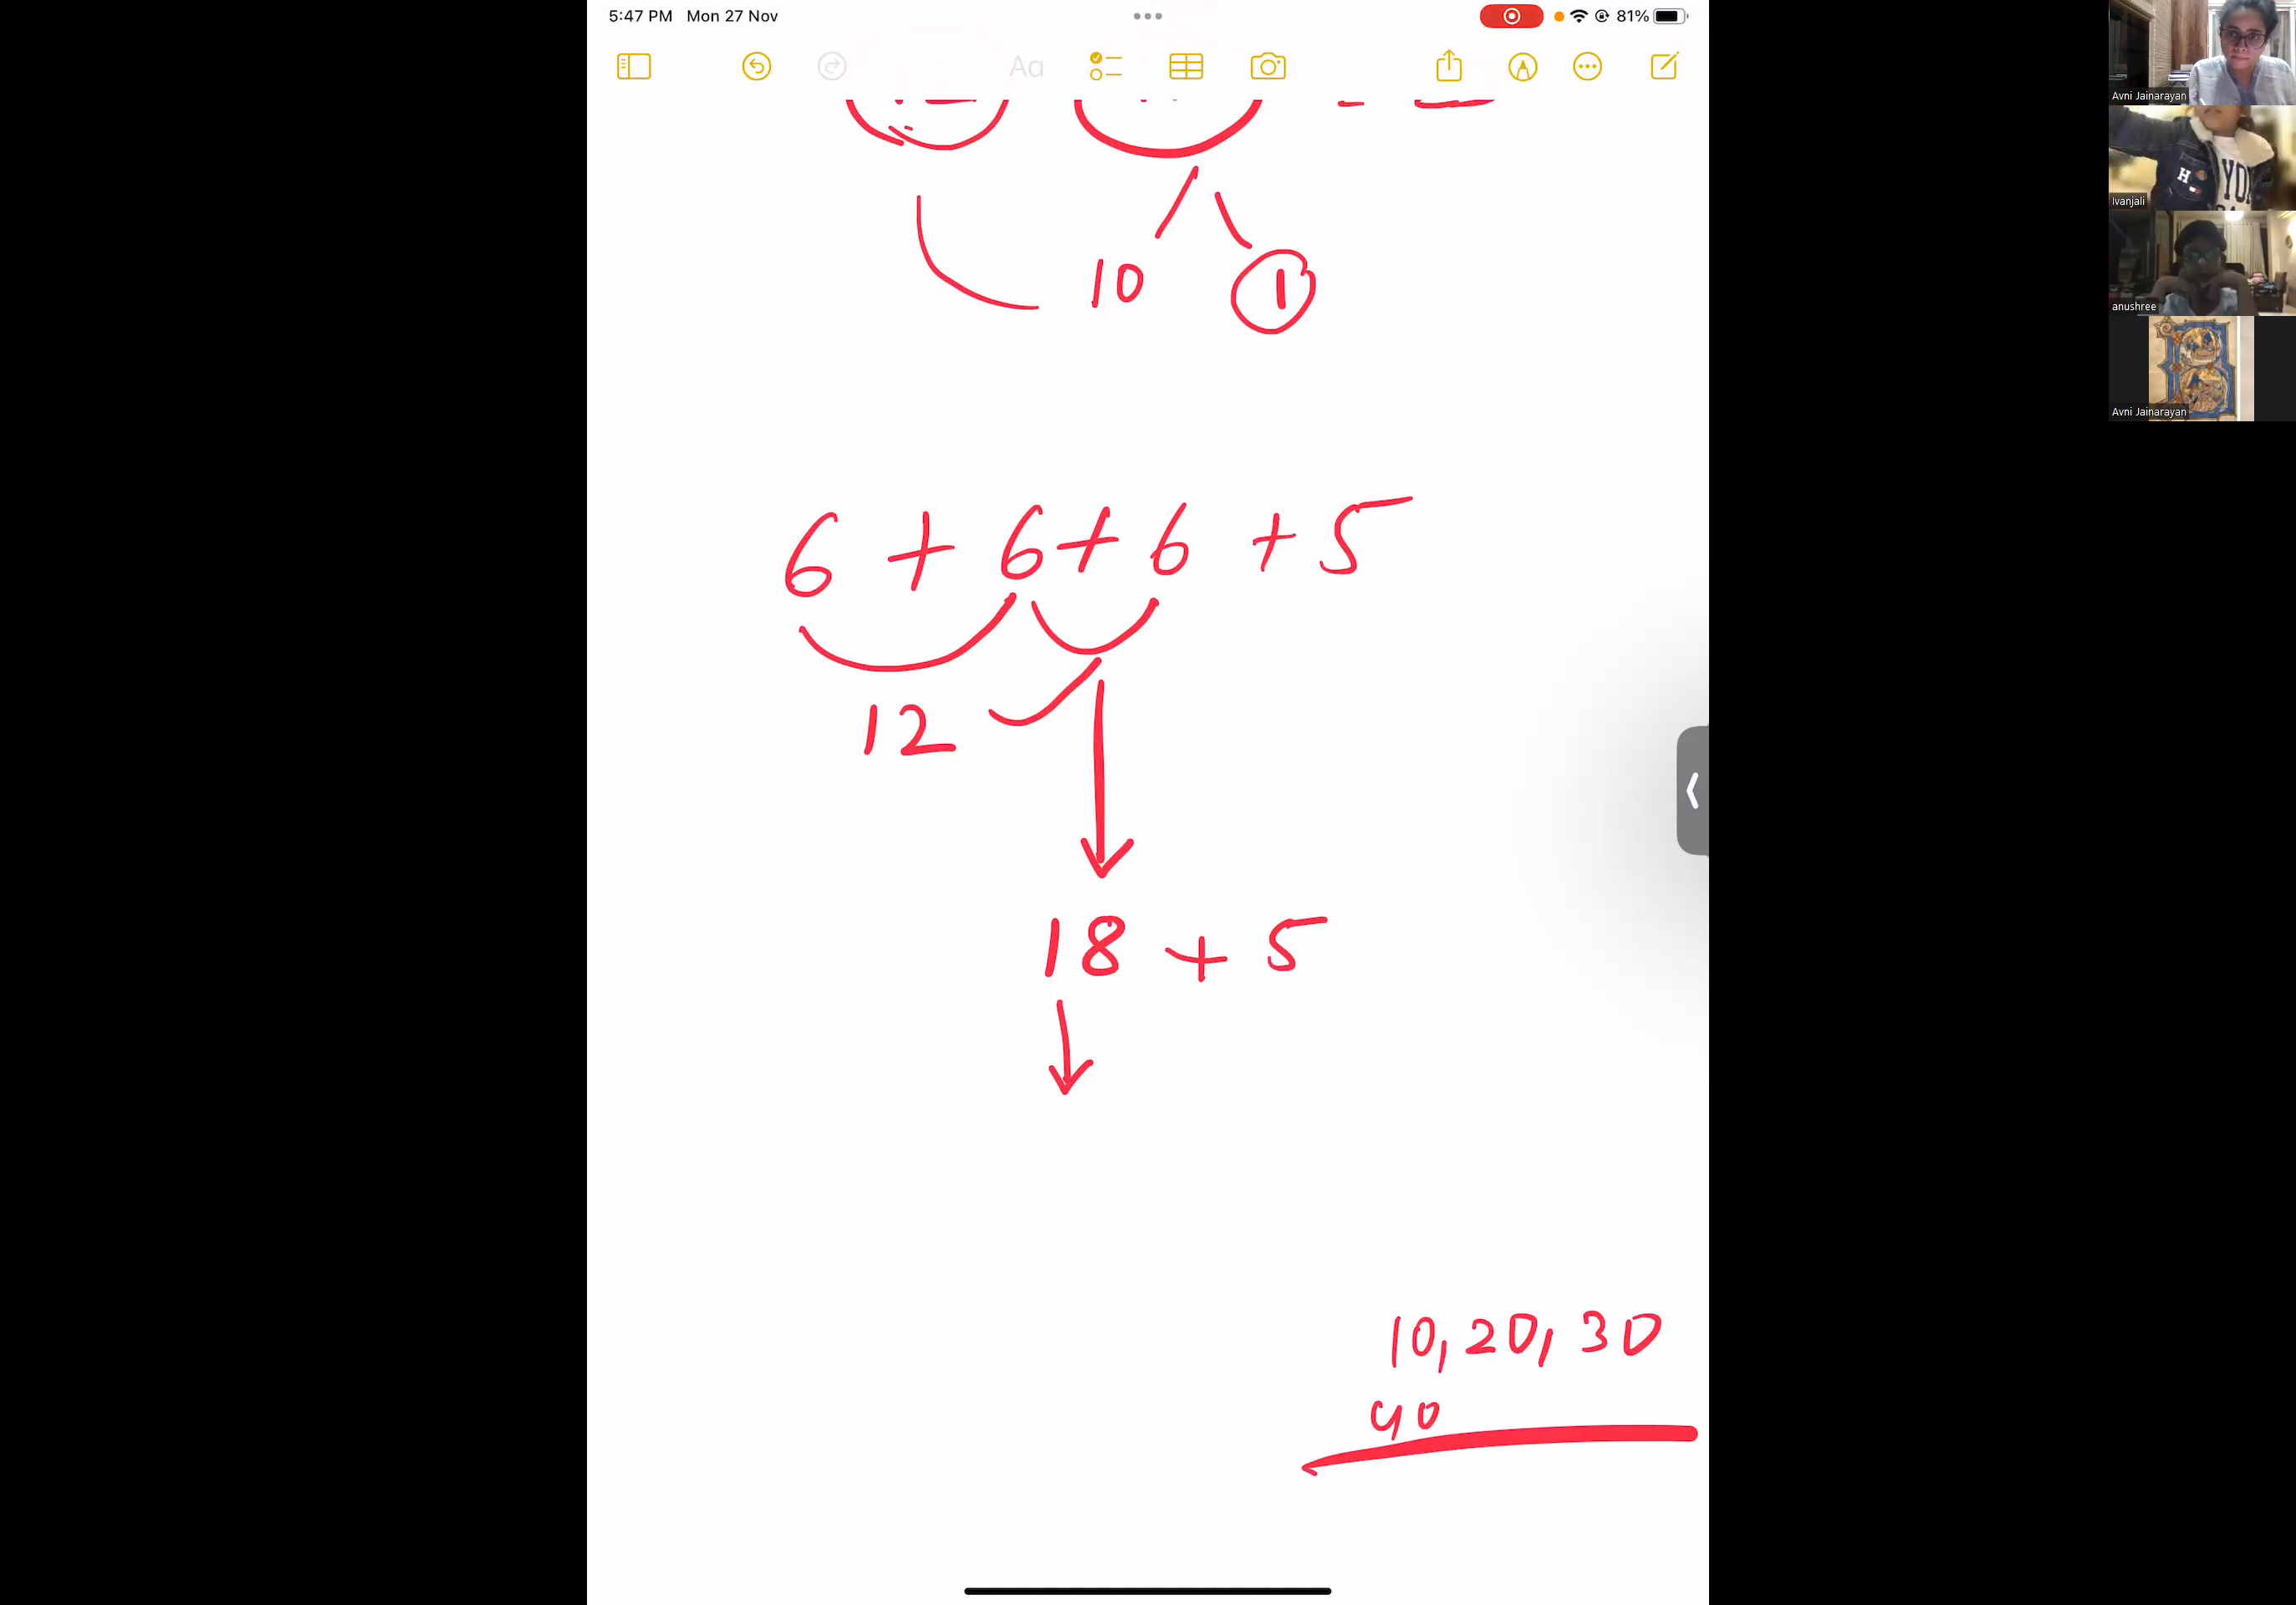 5:47 PM Mon 27 Nov
81%
Aa
10 1
6 + 6 + 6 + 5
12
18 + 5
10, 20, 30
40
Avni Jainarayan
H
YO
Ivanjali
anushree
Avni Jainarayan